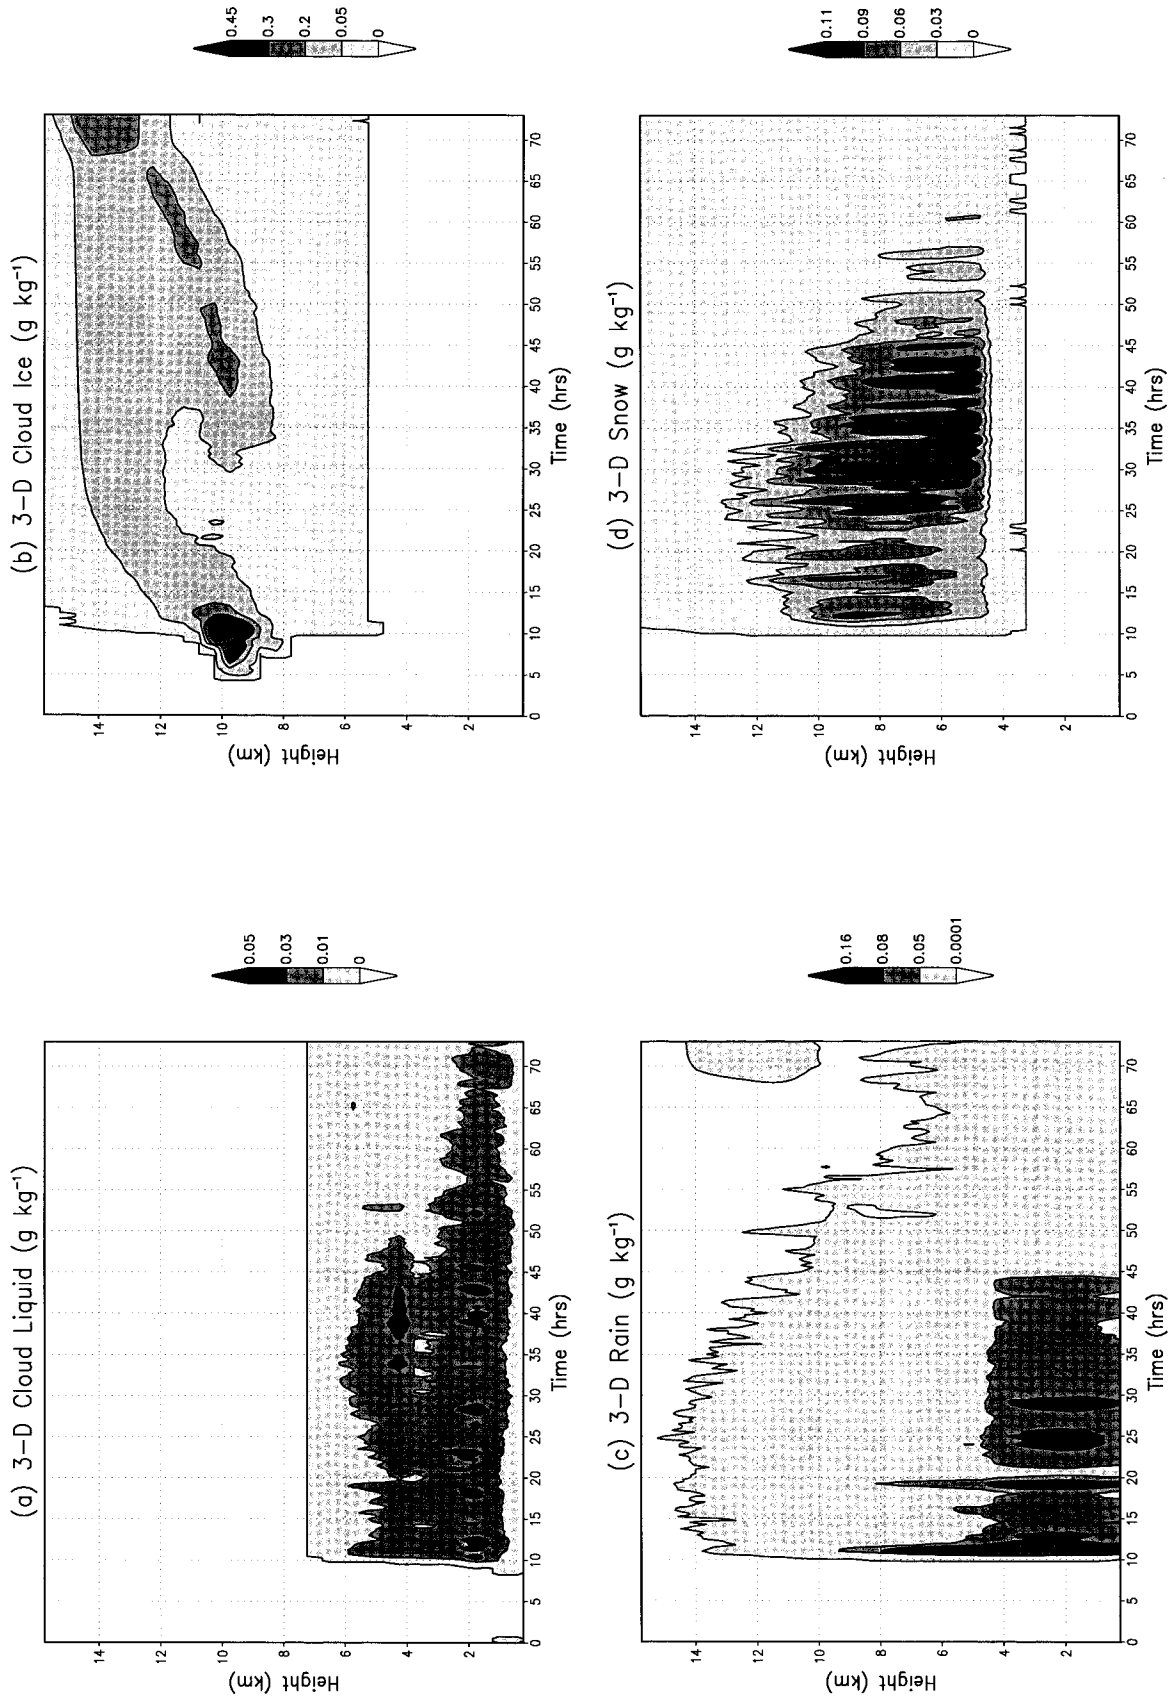 (a) 3-D Cloud Liquid (g kg⁻¹)
Height (km)
14
12
10
8
6
4
2
0 5 10 15 20 25 30 35 40 45 50 55 60 65 70
Time (hrs)
0.05
0.03
0.01
0
(b) 3-D Cloud Ice (g kg⁻¹)
Height (km)
14
12
10
8
6
4
2
0 5 10 15 20 25 30 35 40 45 50 55 60 65 70
Time (hrs)
0.45
0.3
0.2
0.05
0
(c) 3-D Rain (g kg⁻¹)
Height (km)
14
12
10
8
6
4
2
0 5 10 15 20 25 30 35 40 45 50 55 60 65 70
Time (hrs)
0.16
0.08
0.05
0.0001
(d) 3-D Snow (g kg⁻¹)
Height (km)
14
12
10
8
6
4
2
0 5 10 15 20 25 30 35 40 45 50 55 60 65 70
Time (hrs)
0.11
0.09
0.06
0.03
0